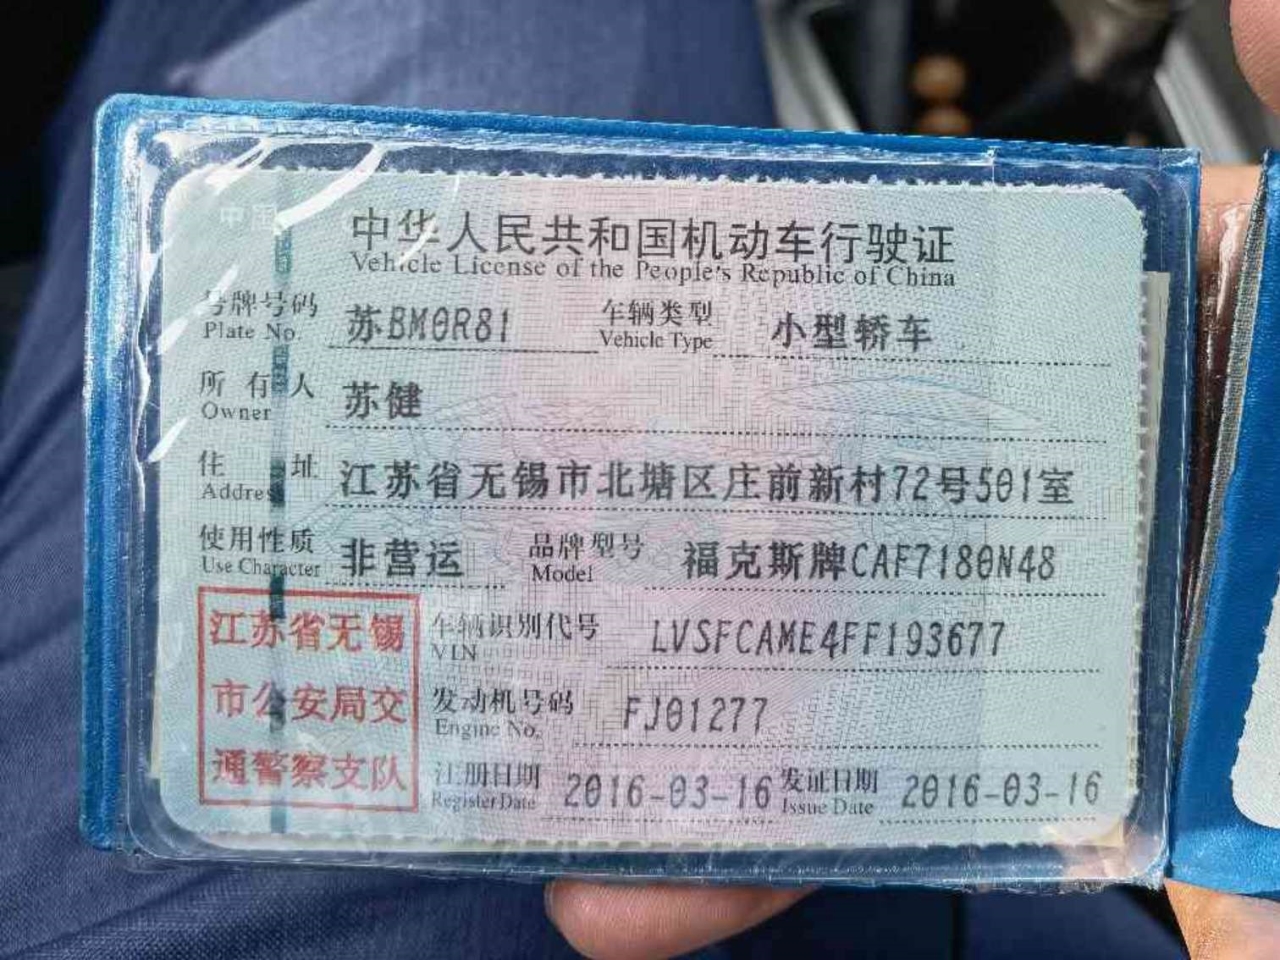 中华人民共和国机动车行驶证
Vehicle License of the People's Republic of China
号牌号码 苏BM0R81 车辆类型 小型轿车
Plate No. Vehicle Type
所有人 苏健
Owner
住址 江苏省无锡市北塘区庄前新村72号501室
Address
使用性质 非营运 品牌型号 福克斯牌CAF7180N48
Use Character Model
江苏省无锡
市公安局交
通警察支队
车辆识别代号 LVSFCAME4FF193677
VIN
发动机号码 FJ01277
Engine No.
注册日期 2016-03-16 发证日期 2016-03-16
Register Date Issue Date